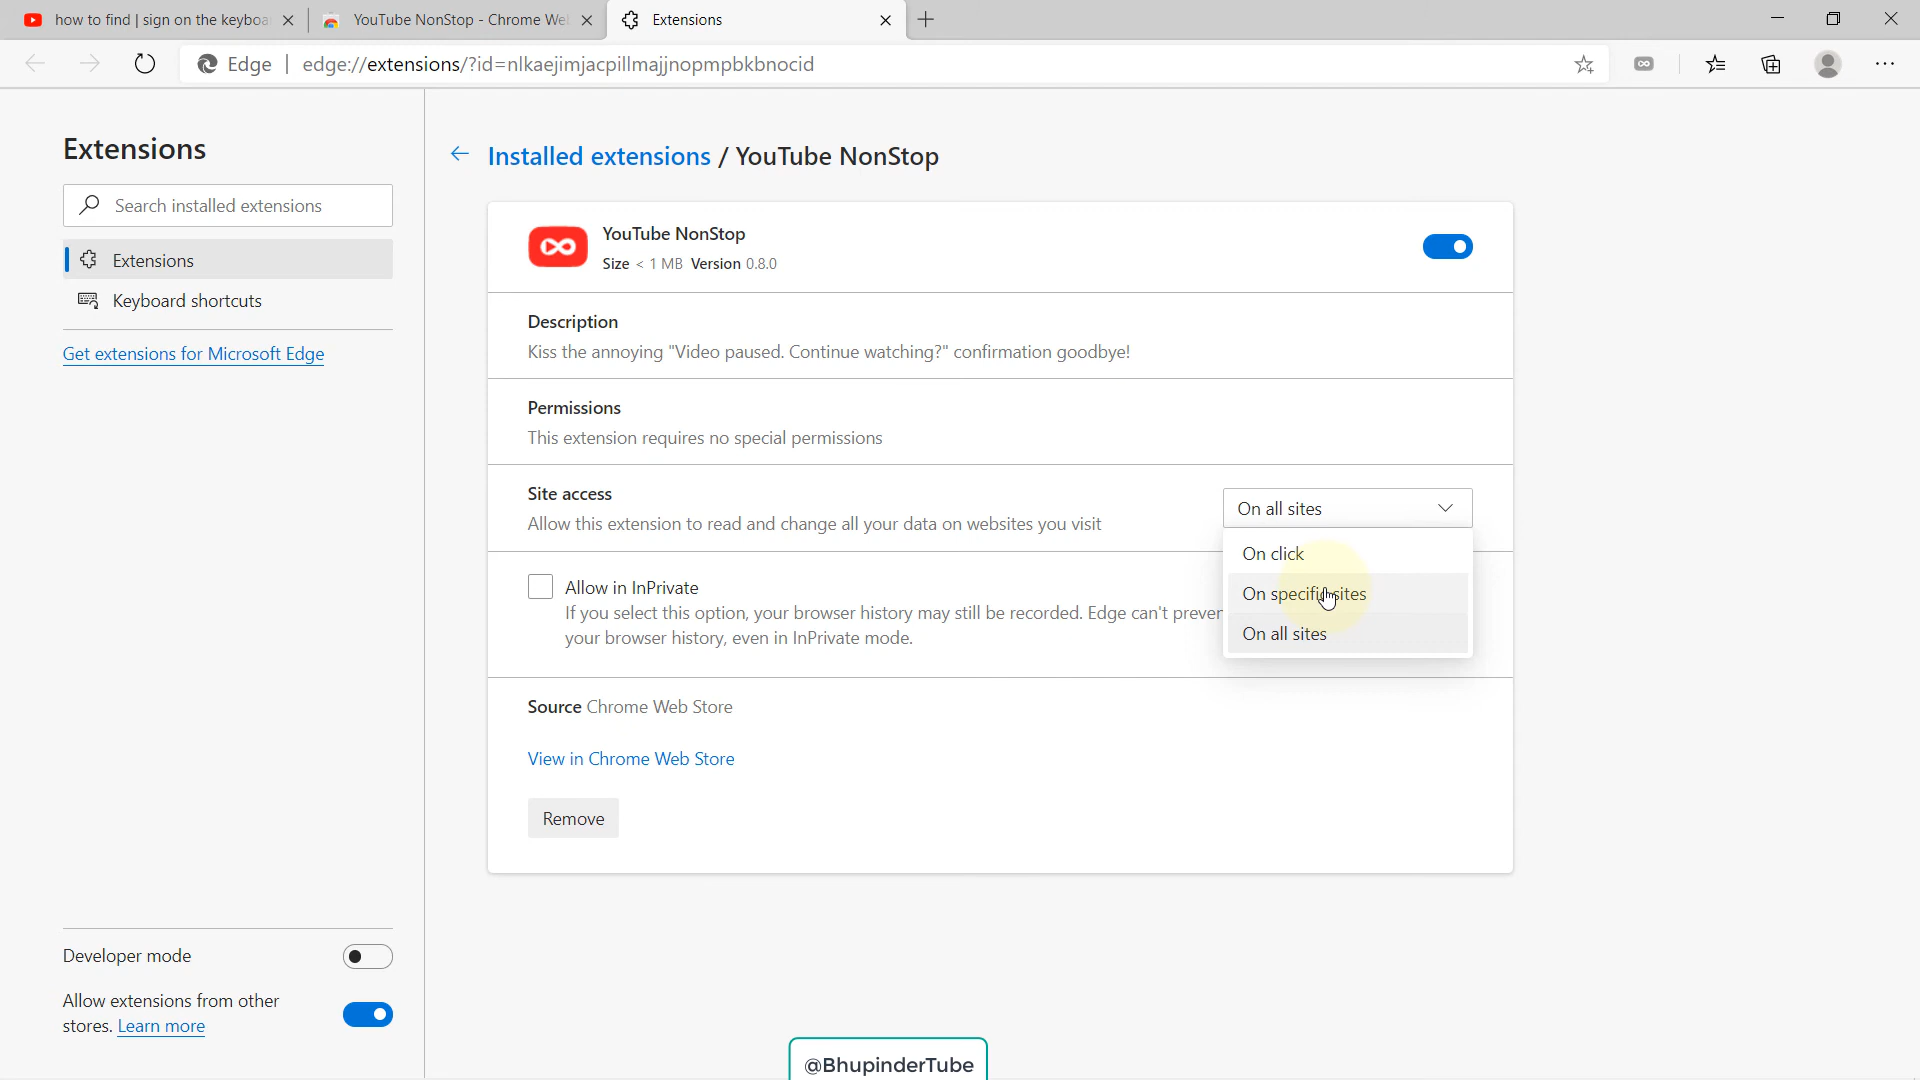 how to find | sign on the keyboa
YouTube NonStop - Chrome We
Extensions
Edge
edge://extensions/?id=nlkaejimjacpillmajjnopmpbkbnocid
Extensions
Search installed extensions
Extensions
Keyboard shortcuts
Get extensions for Microsoft Edge
Installed extensions / YouTube NonStop
YouTube NonStop
Size < 1 MB Version 0.8.0
Description
Kiss the annoying "Video paused. Continue watching?" confirmation goodbye!
Permissions
This extension requires no special permissions
Site access
Allow this extension to read and change all your data on websites you visit
On all sites
On click
On specific sites
On all sites
Allow in InPrivate
If you select this option, your browser history may still be recorded. Edge can't prever
your browser history, even in InPrivate mode.
Source Chrome Web Store
View in Chrome Web Store
Remove
Developer mode
Allow extensions from other
stores. Learn more
@BhupinderTube